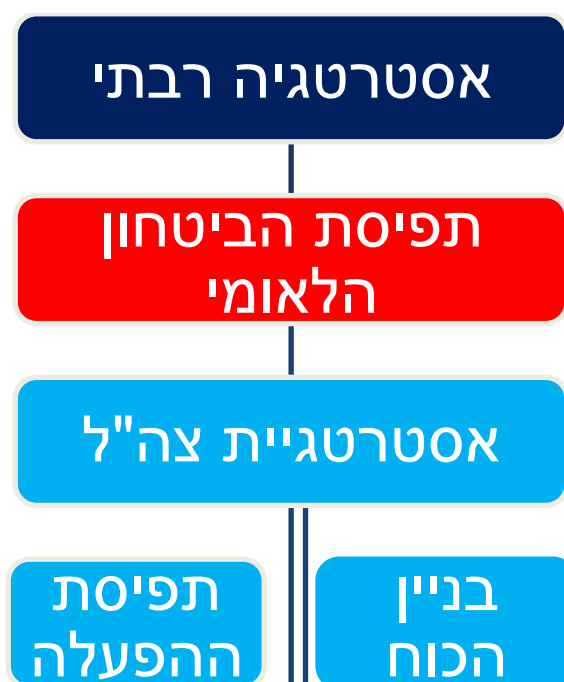 אסטרטגיה רבתי
תפיסת הביטחון
הלאומי
אסטרטגיית צה"ל
בניין
הכוח
תפיסת
ההפעלה